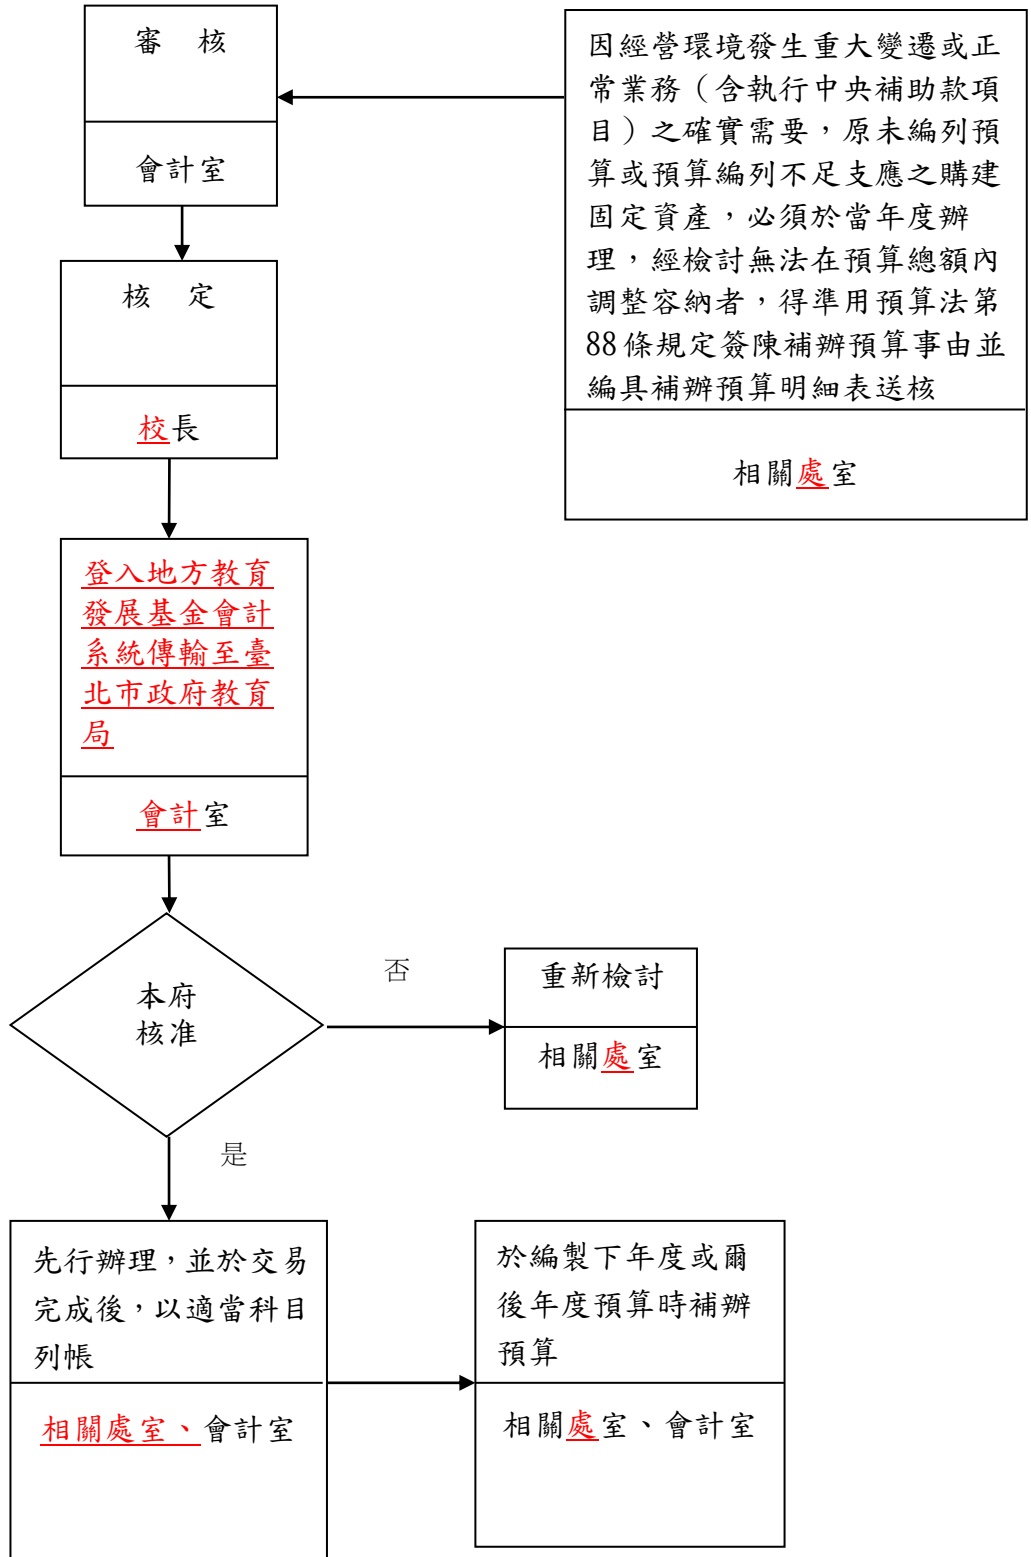 因經營環境發生重大變遷或正
常業務（含執行中央補助款項
目）之確實需要，原未編列預
算或預算編列不足支應之購建
固定資產，必須於當年度辦
理，經檢討無法在預算總額內
調整容納者，得準用預算法第
88條規定簽陳補辦預算事由並
編具補辦預算明細表送核
相關處室
審　核
會計室
核　定
校長
登入地方教育
發展基金會計
系統傳輸至臺
北市政府教育
局
會計室
本府
核准
否
重新檢討
相關處室
是
先行辦理，並於交易
完成後，以適當科目
列帳
相關處室、會計室
於編製下年度或爾
後年度預算時補辦
預算
相關處室、會計室